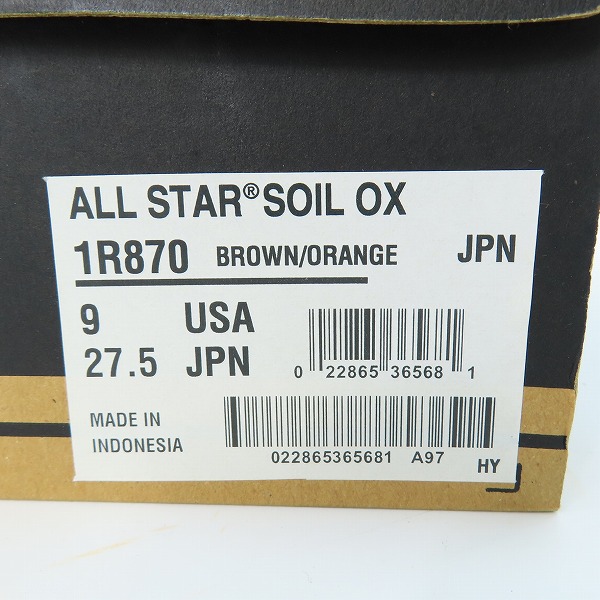 ALL STAR® SOIL OX
1R870 BROWN/ORANGE JPN
9 USA
27.5 JPN
0 22865 36568 1
MADE IN
INDONESIA
022865365681 A97
HY